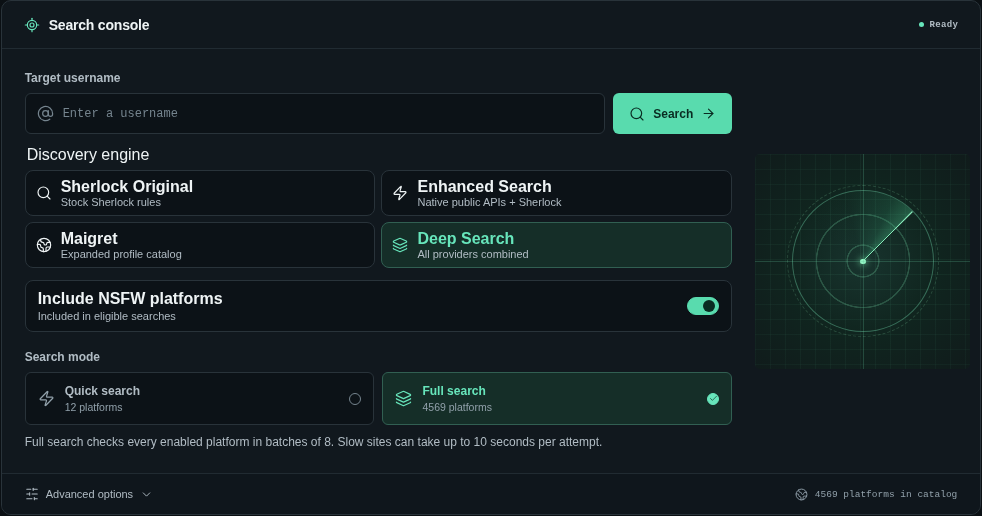 Search console
Ready
Target username
Enter a username
Search
Discovery engine
Sherlock Original
Stock Sherlock rules
Enhanced Search
Native public APIs + Sherlock
Maigret
Expanded profile catalog
Deep Search
All providers combined
Include NSFW platforms
Included in eligible searches
Search mode
Quick search
12 platforms
Full search
4569 platforms
Full search checks every enabled platform in batches of 8. Slow sites can take up to 10 seconds per attempt.
Advanced options
4569 platforms in catalog